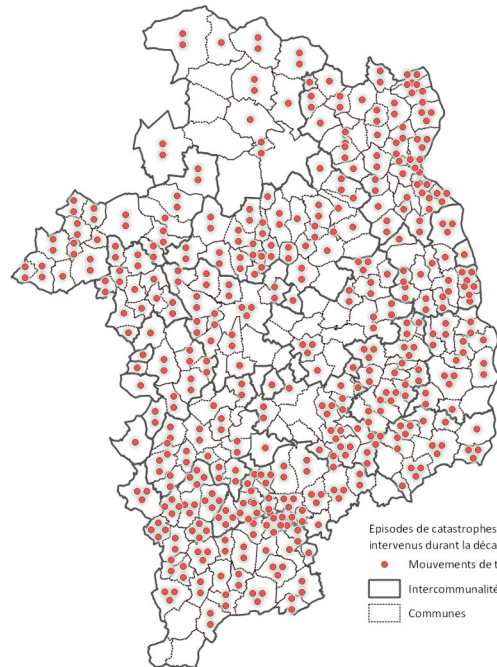 Episodes de catastrophes
intervenus durant la déca
Mouvements de t
Intercommunalité
Communes